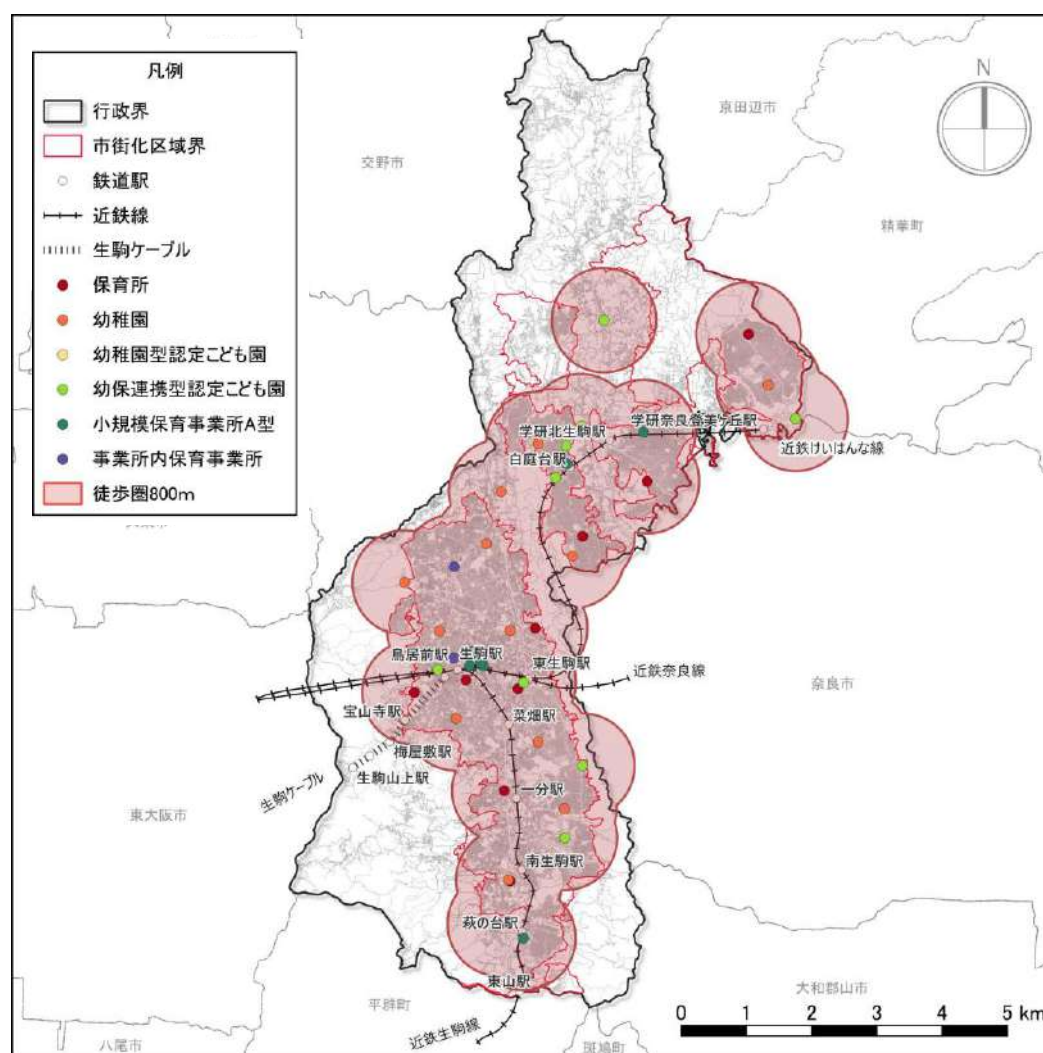 凡例
行政界
市街化区域界
鉄道駅
近鉄線
生駒ケーブル
保育所
幼稚園
幼稚園型認定こども園
幼保連携型認定こども園
小規模保育事業所A型
事業所内保育事業所
徒歩圏800m
N
京田辺市
交野市
精華町
学研奈良登美ケ丘駅
学研北生駒駅
近鉄けいはんな線
白庭台駅
鳥居前駅
生駒駅
東生駒駅
近鉄奈良線
奈良市
宝山寺駅
菜畑駅
梅屋敷駅
生駒山上駅
生駒ケーブル
一分駅
東大阪市
南生駒駅
萩の台駅
東山駅
大和郡山市
平群町
近鉄生駒線
八尾市
斑鳩町
0 1 2 3 4 5 km